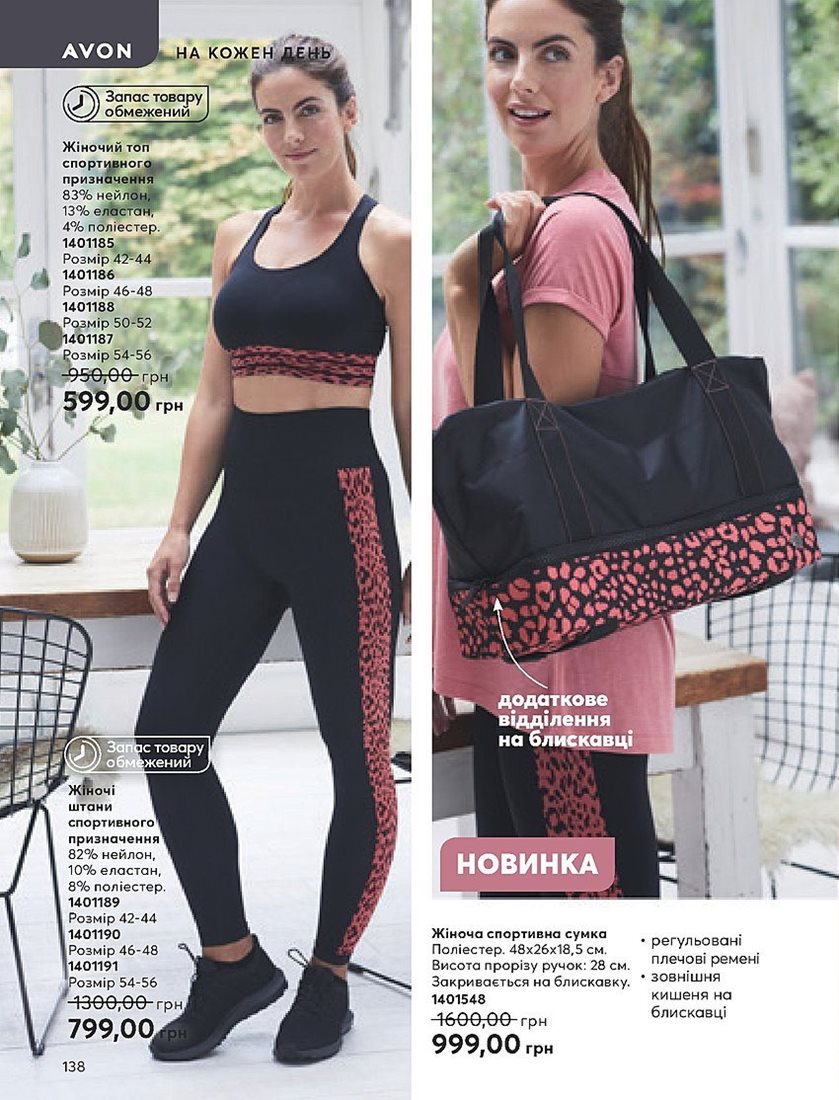 AVON
НА КОЖЕН ДЕНЬ
Запас товару
обмежений
Жіночий топ
спортивного
призначення
83% нейлон,
13% еластан,
4% поліестер.
1401185
Розмір 42-44
1401186
Розмір 46-48
1401188
Розмір 50-52
1401187
Розмір 54-56
950,00 грн
599,00 грн
Запас товару
обмежений
Жіночі
штани
спортивного
призначення
82% нейлон,
10% еластан,
8% поліестер.
1401189
Розмір 42-44
1401190
Розмір 46-48
1401191
Розмір 54-56
1300,00 грн
799,00 грн
138
додаткове
відділення
на блискавці
НОВИНКА
Жіноча спортивна сумка
Поліестер. 48х26х18,5 см.
Висота прорізу ручок: 28 см.
Закривається на блискавку.
1401548
1600,00 грн
999,00 грн
• регульовані
плечові ремені
• зовнішня
кишеня на
блискавці